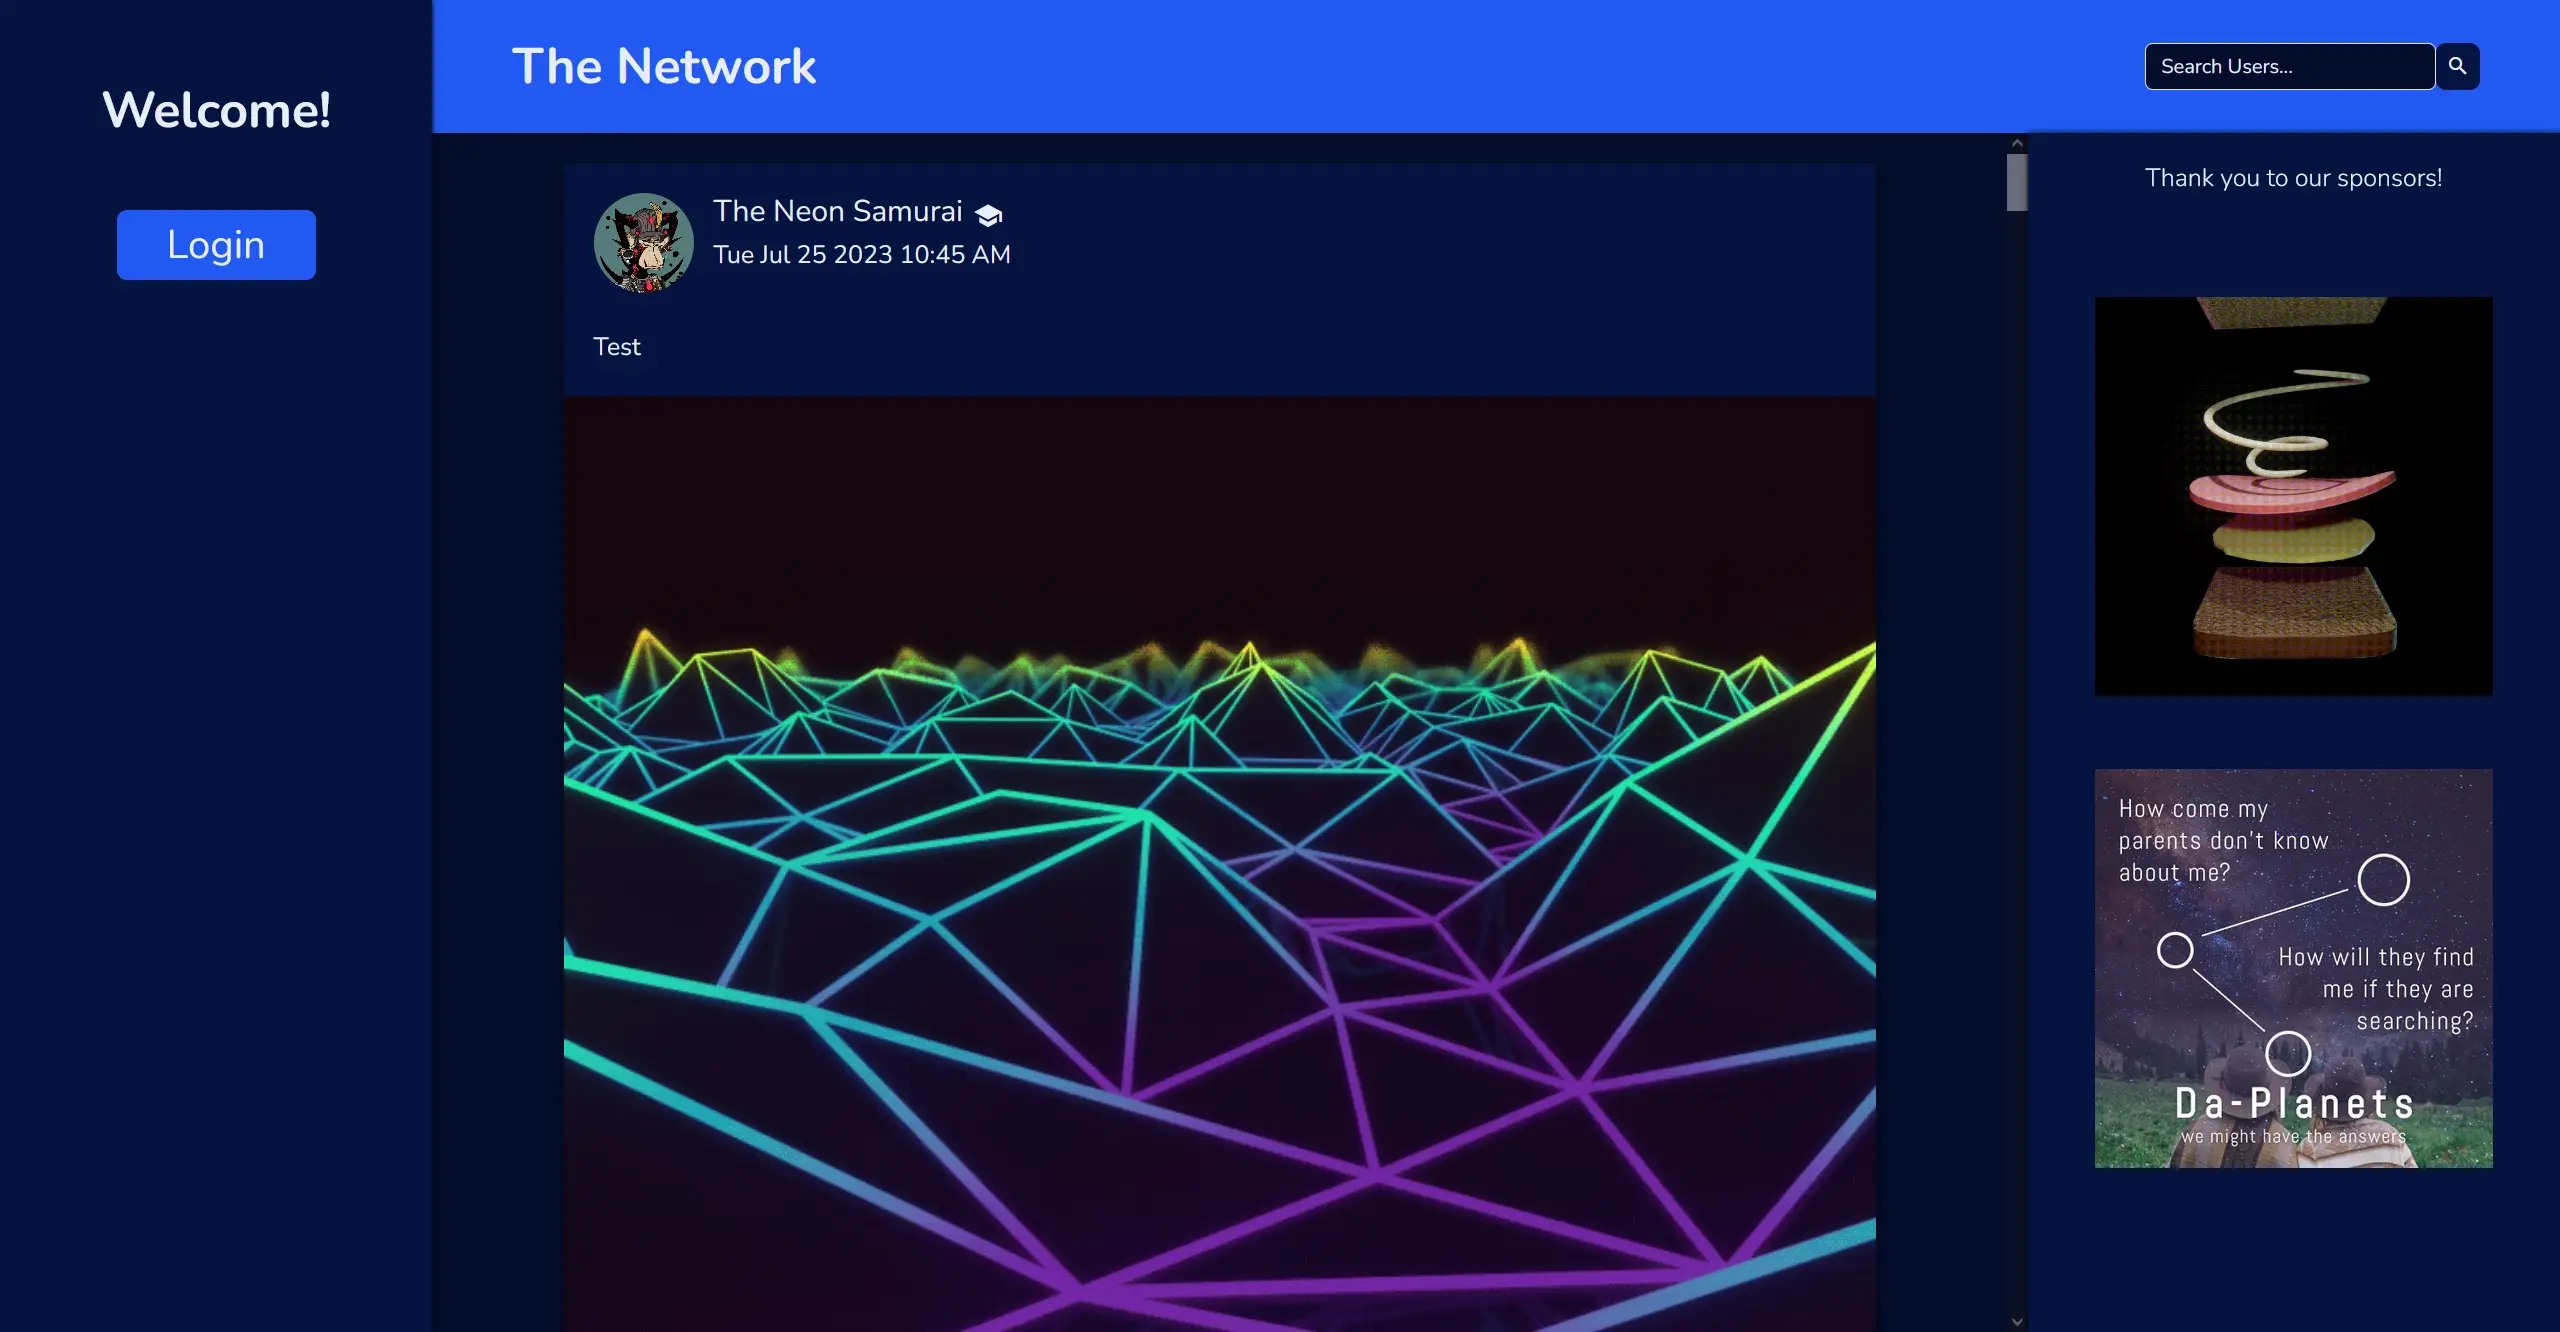 Welcome!
Login
The Network
Search Users...
The Neon Samurai
Tue Jul 25 2023 10:45 AM
Test
Thank you to our sponsors!
How come my
parents don't know
about me?
How will they find
me if they are
searching?
Da-Planets
we might have the answers